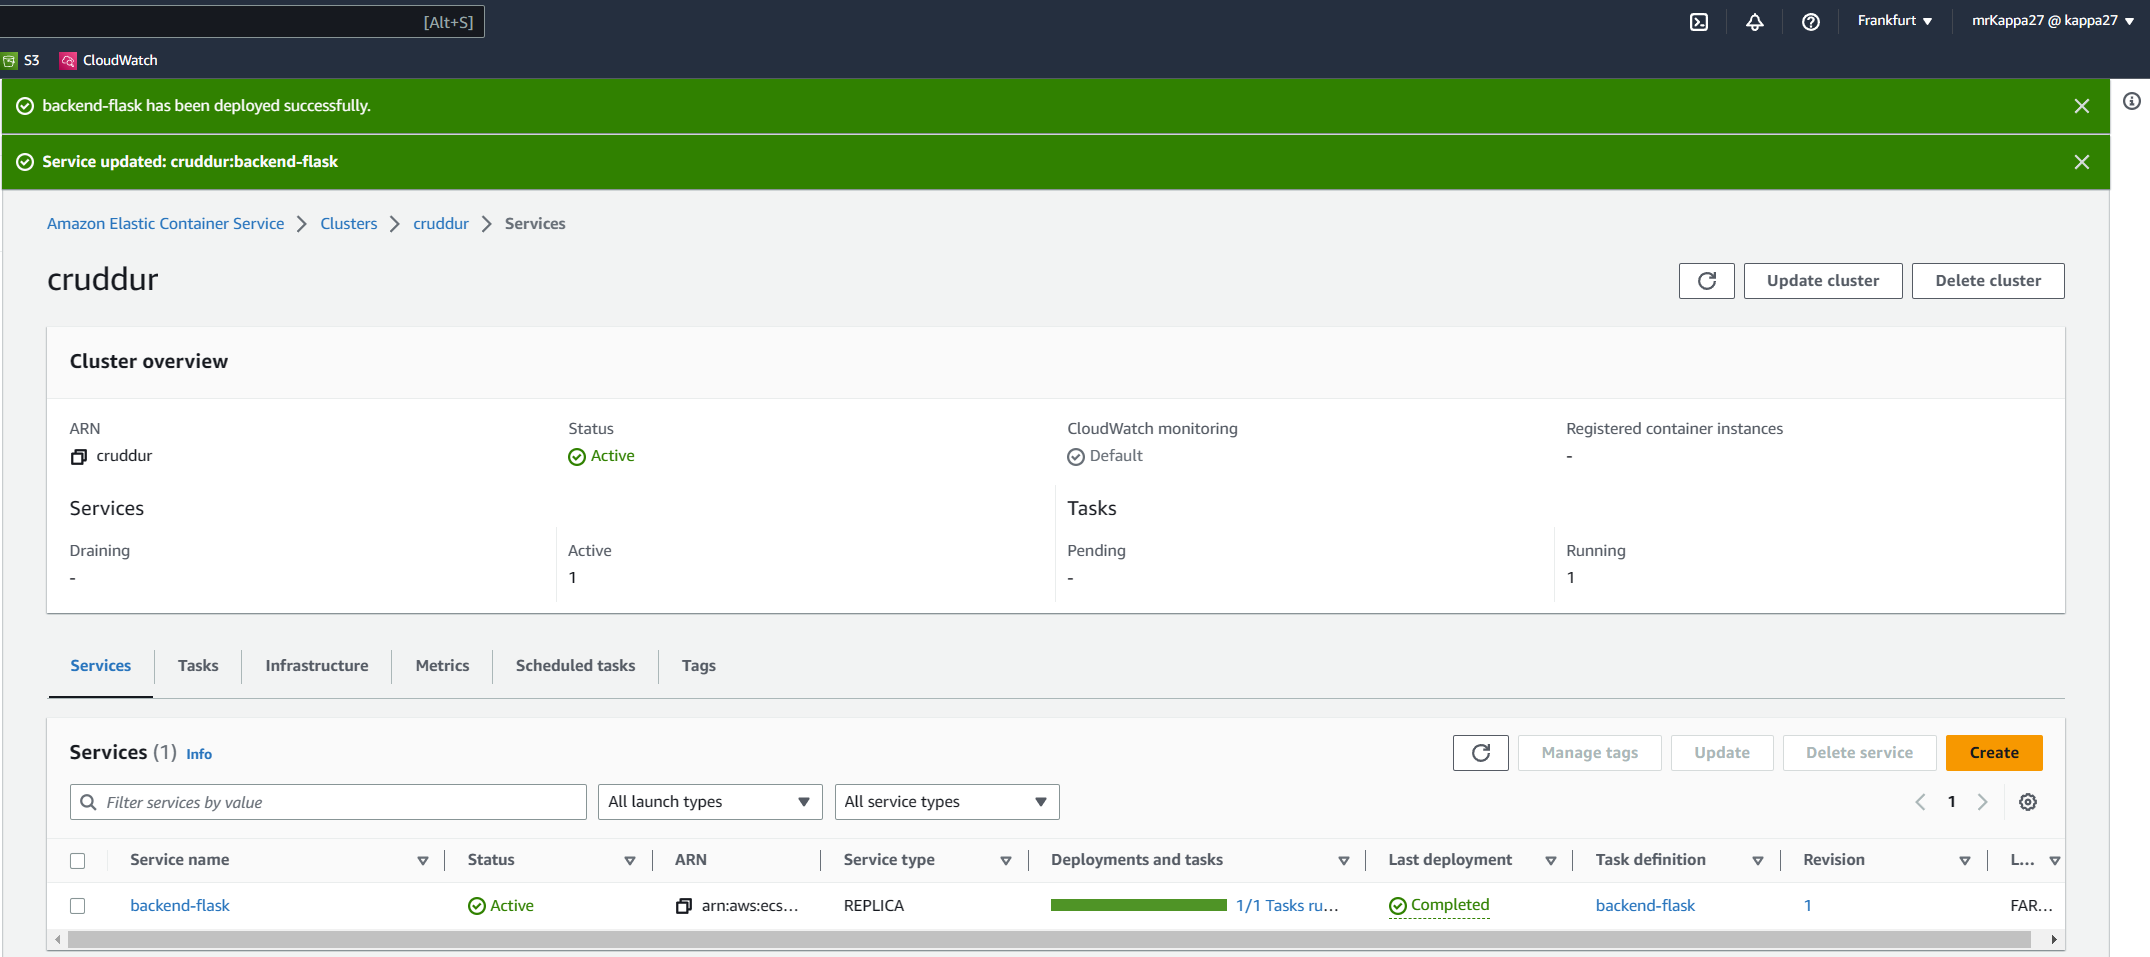 [Alt+S]
Frankfurt
mrKappa27 @ kappa27
S3
CloudWatch
backend-flask has been deployed successfully.
Service updated: cruddur:backend-flask
Amazon Elastic Container Service > Clusters > cruddur > Services
cruddur
Update cluster
Delete cluster
Cluster overview
ARN
Status
CloudWatch monitoring
Registered container instances
cruddur
Active
Default
-
Services
Tasks
Draining
Active
Pending
Running
-
1
-
1
Services
Tasks
Infrastructure
Metrics
Scheduled tasks
Tags
Services (1)
Info
Manage tags
Update
Delete service
Create
Filter services by value
All launch types
All service types
1
Service name
Status
ARN
Service type
Deployments and tasks
Last deployment
Task definition
Revision
L...
backend-flask
Active
arn:aws:ecs...
REPLICA
1/1 Tasks ru...
Completed
backend-flask
1
FAR...